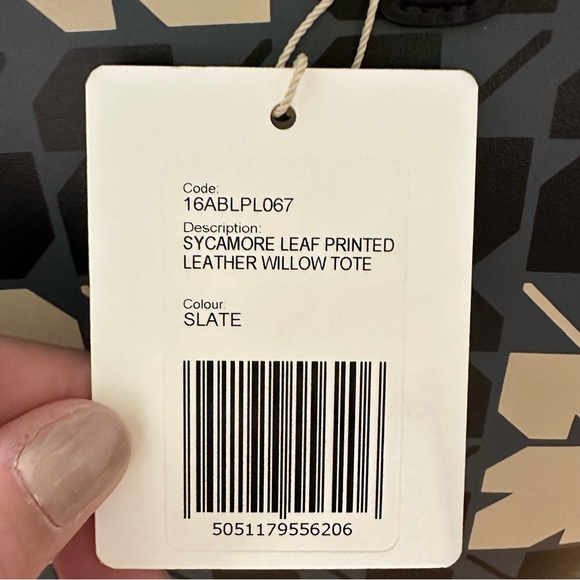 Code:
16ABLPL067
Description:
SYCAMORE LEAF PRINTED
LEATHER WILLOW TOTE
Colour:
SLATE
5051179556206